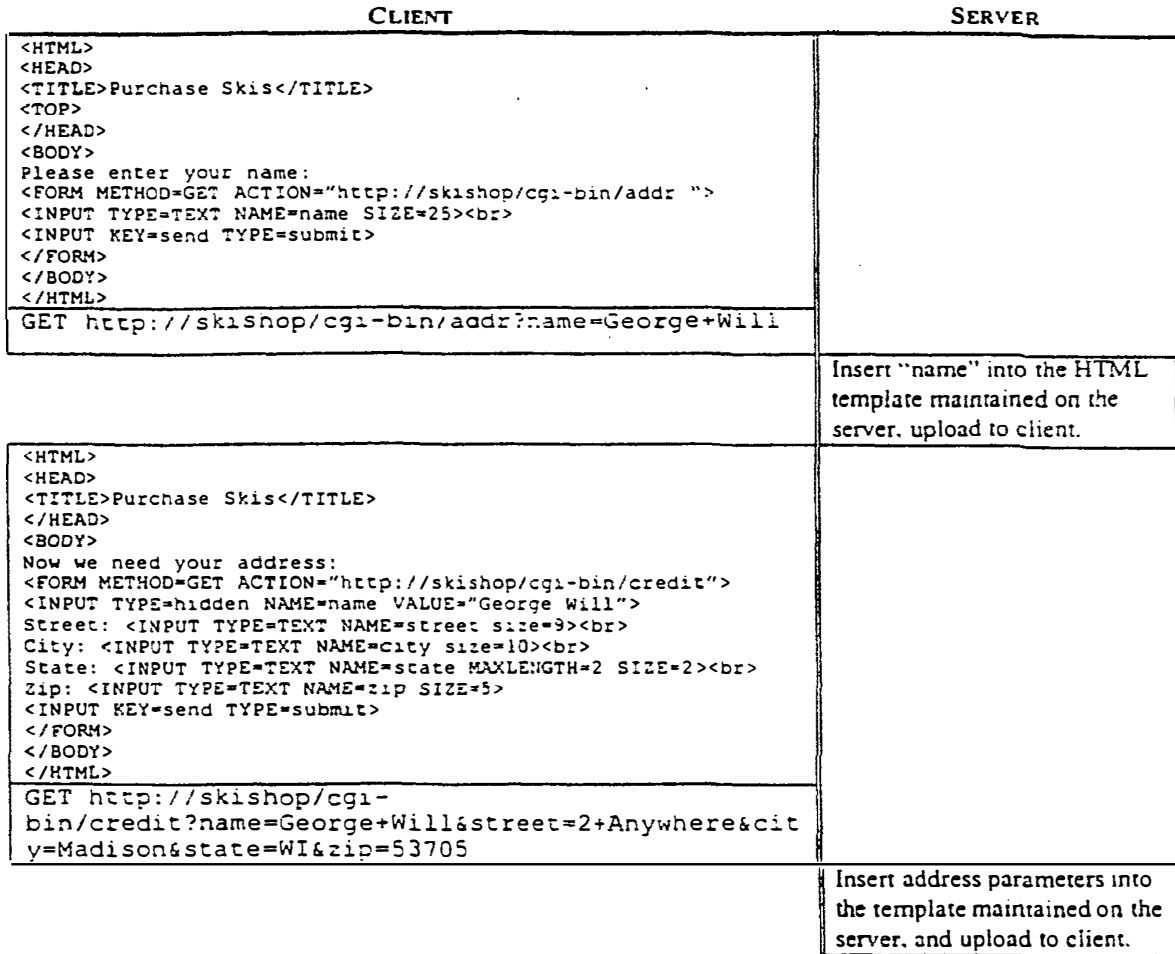 CLIENT SERVER
<HTML>
<HEAD>
<TITLE>Purchase Skis</TITLE>
<TOP>
</HEAD>
<BODY>
Please enter your name:
<FORM METHOD=GET ACTION="http://skishop/cgi-bin/addr ">
<INPUT TYPE=TEXT NAME=name SIZE=25><br>
<INPUT KEY=send TYPE=submit>
</FORM>
</BODY>
</HTML>
GET http://skishop/cgi-bin/addr?name=George+Will
Insert "name" into the HTML
template maintained on the
server, upload to client.
<HTML>
<HEAD>
<TITLE>Purchase Skis</TITLE>
</HEAD>
<BODY>
Now we need your address:
<FORM METHOD=GET ACTION="http://skishop/cgi-bin/credit">
<INPUT TYPE=hidden NAME=name VALUE="George Will">
Street: <INPUT TYPE=TEXT NAME=street size=9><br>
City: <INPUT TYPE=TEXT NAME=city size=10><br>
State: <INPUT TYPE=TEXT NAME=state MAXLENGTH=2 SIZE=2><br>
Zip: <INPUT TYPE=TEXT NAME=zip SIZE=5>
<INPUT KEY=send TYPE=submit>
</FORM>
</BODY>
</HTML>
GET http://skishop/cgi-
bin/credit?name=George+Will&street=2+Anywhere&cit
y=Madison&state=WI&zip=53705
Insert address parameters into
the template maintained on the
server, and upload to client.